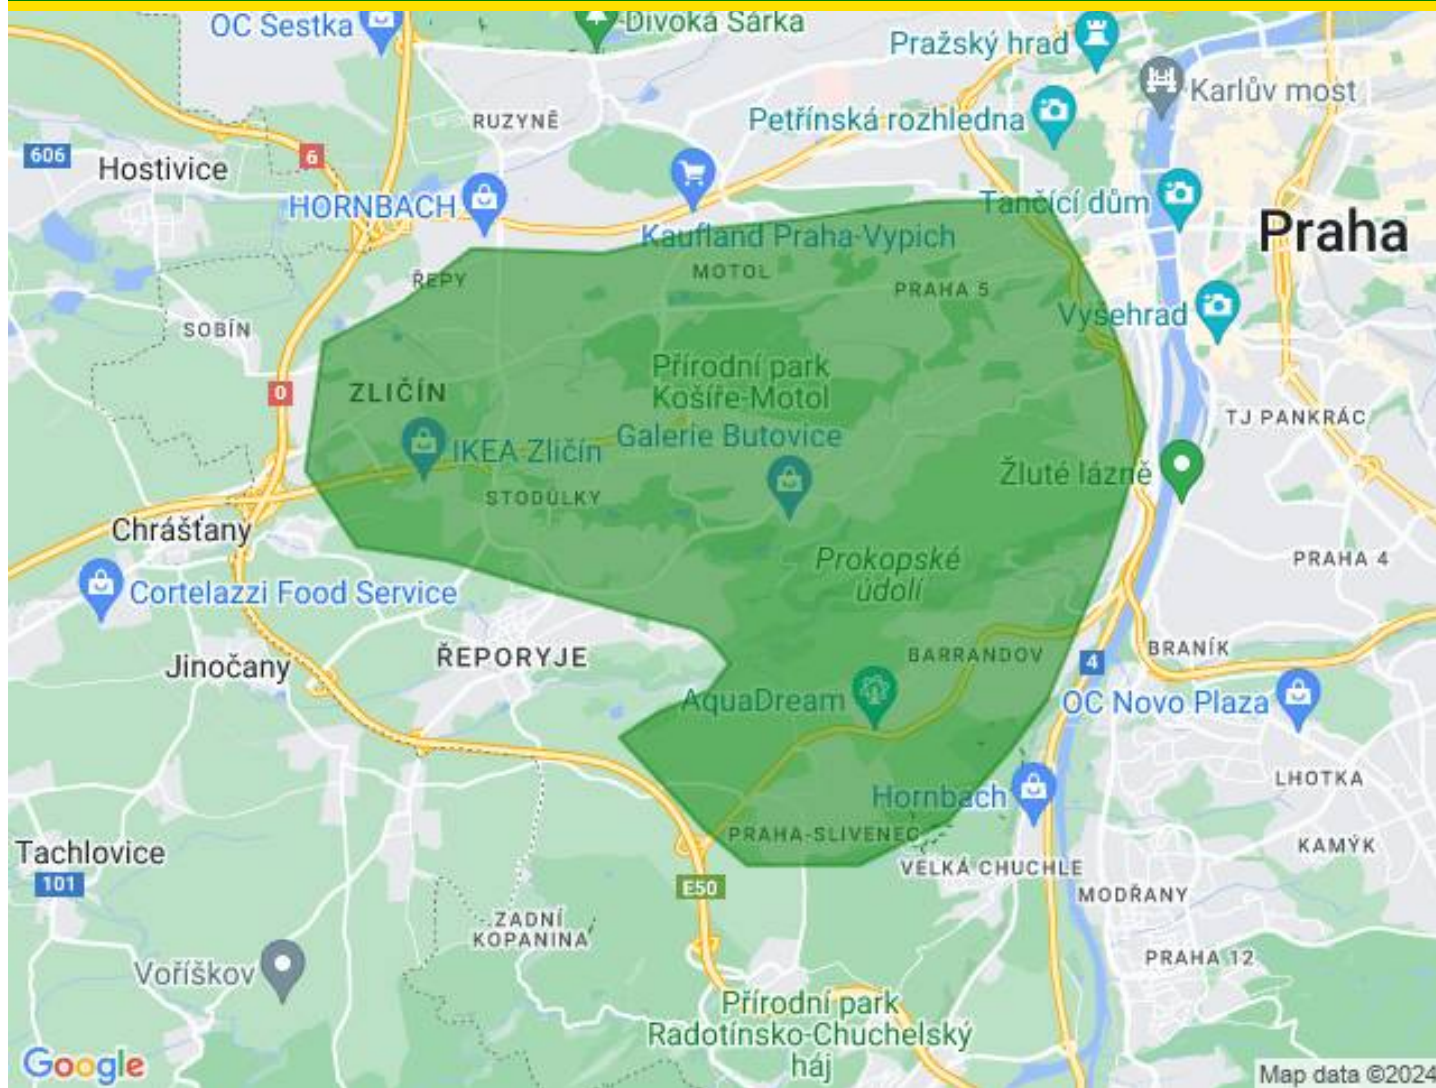 OC Šestka
Divoká Šárka
Pražský hrad
Karlův most
RUZYNĚ
Petřínská rozhledna
606
6
Hostivice
HORNBACH
Tančící dům
Praha
Kaufland Praha-Vypich
ŘEPY
MOTOL
PRAHA 5
SOBÍN
Vyšehrad
Přírodní park
Košíře-Motol
0
ZLIČÍN
TJ PANKRÁC
IKEA Zličín
Galerie Butovice
Žluté lázně
STODŮLKY
Chrášťany
Prokopské
údolí
PRAHA 4
Cortelazzi Food Service
ŘEPORYJE
BARRANDOV
BRANÍK
4
Jinočany
AquaDream
OC Novo Plaza
Hornbach
LHOTKA
PRAHA-SLIVENEC
KAMÝK
Tachlovice
101
VELKÁ CHUCHLE
E50
MODŘANY
ZADNÍ
KOPANINA
PRAHA 12
Voříškov
Přírodní park
Radotínsko-Chuchelský
háj
Google
Map data ©2024